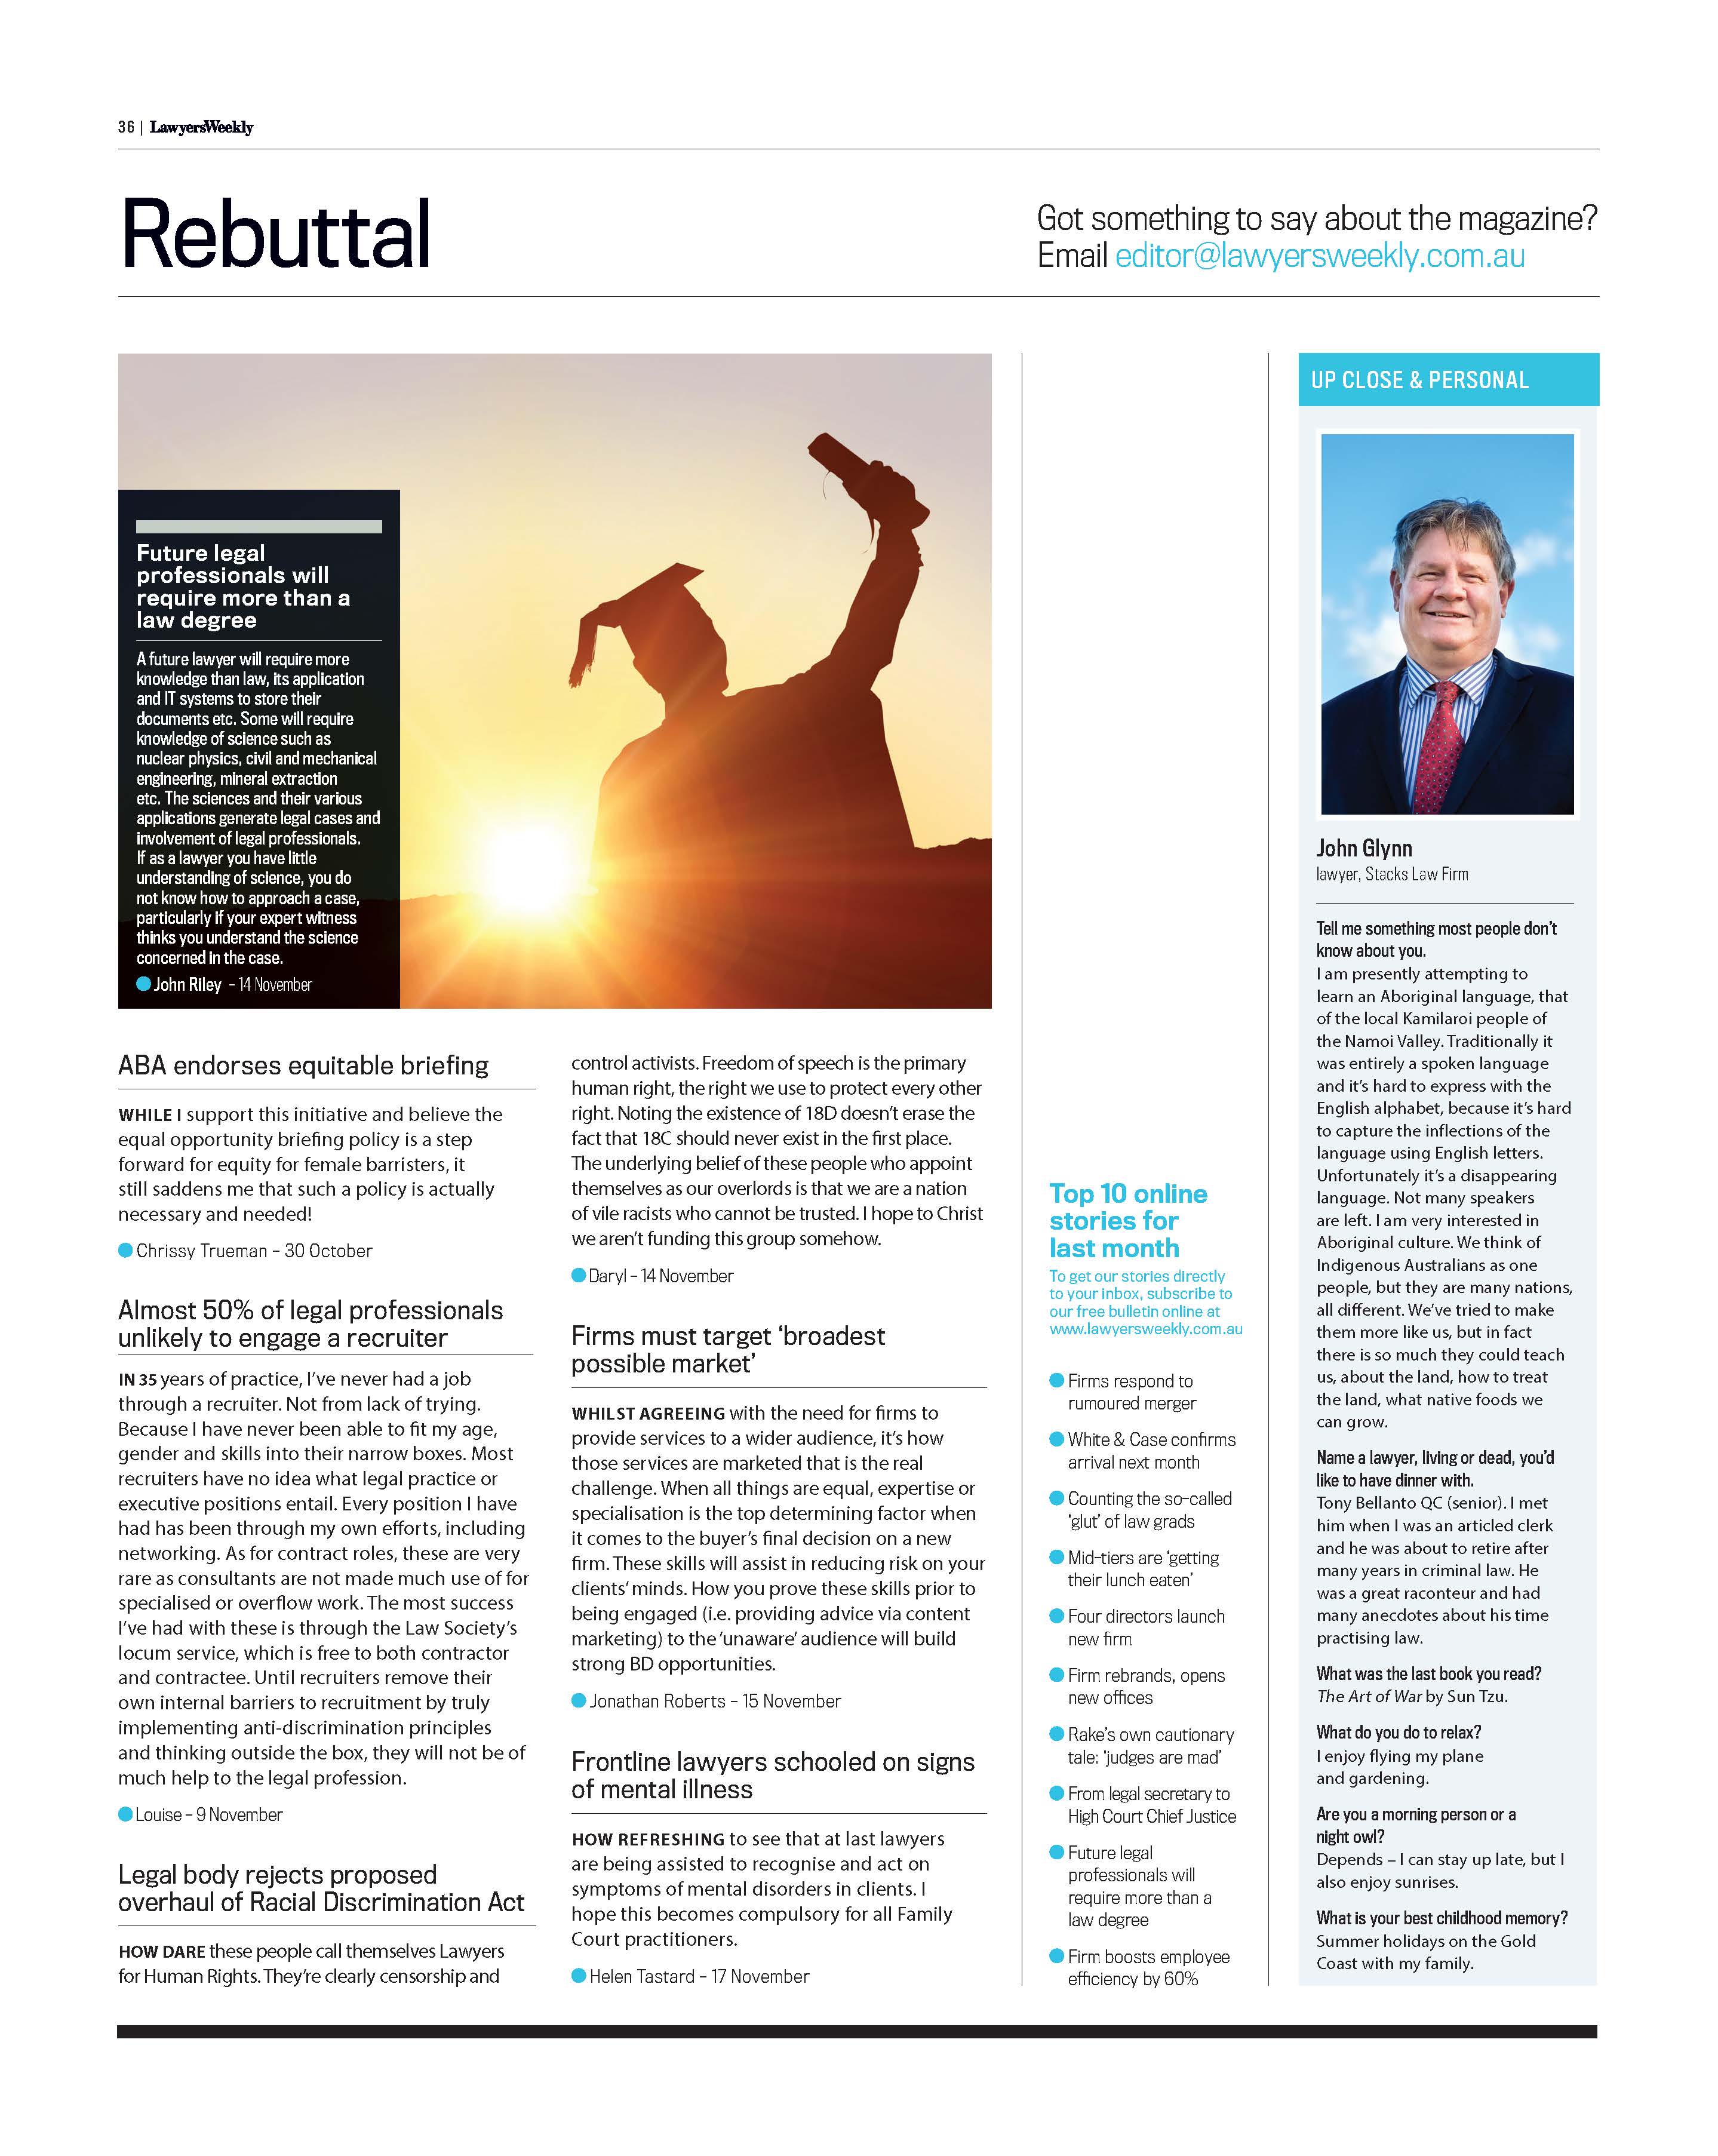 36 | LawyersWeekly
Rebuttal
Got something to say about the magazine?
Email editor@lawyersweekly.com.au
Future legal
professionals will
require more than a
law degree
A future lawyer will require more
knowledge than law, its application
and IT systems to store their
documents etc. Some will require
knowledge of science such as
nuclear physics, civil and mechanical
engineering, mineral extraction
etc. The sciences and their various
applications generate legal cases and
involvement of legal professionals.
If as a lawyer you have little
understanding of science, you do
not know how to approach a case,
particularly if your expert witness
thinks you understand the science
concerned in the case.
John Riley – 14 November
ABA endorses equitable briefing
WHILE I support this initiative and believe the
equal opportunity briefing policy is a step
forward for equity for female barristers, it
still saddens me that such a policy is actually
necessary and needed!
Chrissy Trueman – 30 October
Almost 50% of legal professionals
unlikely to engage a recruiter
IN 35 years of practice, I've never had a job
through a recruiter. Not from lack of trying.
Because I have never been able to fit my age,
gender and skills into their narrow boxes. Most
recruiters have no idea what legal practice or
executive positions entail. Every position I have
had has been through my own efforts, including
networking. As for contract roles, these are very
rare as consultants are not made much use of for
specialised or overflow work. The most success
I've had with these is through the Law Society's
locum service, which is free to both contractor
and contractee. Until recruiters remove their
own internal barriers to recruitment by truly
implementing anti-discrimination principles
and thinking outside the box, they will not be of
much help to the legal profession.
Louise – 9 November
Legal body rejects proposed
overhaul of Racial Discrimination Act
HOW DARE these people call themselves Lawyers
for Human Rights. They're clearly censorship and
control activists. Freedom of speech is the primary
human right, the right we use to protect every other
right. Noting the existence of 18D doesn't erase the
fact that 18C should never exist in the first place.
The underlying belief of these people who appoint
themselves as our overlords is that we are a nation
of vile racists who cannot be trusted. I hope to Christ
we aren't funding this group somehow.
Daryl – 14 November
Firms must target 'broadest
possible market'
WHILST AGREEING with the need for firms to
provide services to a wider audience, it's how
those services are marketed that is the real
challenge. When all things are equal, expertise or
specialisation is the top determining factor when
it comes to the buyer's final decision on a new
firm. These skills will assist in reducing risk on your
clients' minds. How you prove these skills prior to
being engaged (i.e. providing advice via content
marketing) to the 'unaware' audience will build
strong BD opportunities.
Jonathan Roberts – 15 November
Frontline lawyers schooled on signs
of mental illness
HOW REFRESHING to see that at last lawyers
are being assisted to recognise and act on
symptoms of mental disorders in clients. I
hope this becomes compulsory for all Family
Court practitioners.
Helen Tastard – 17 November
Top 10 online
stories for
last month
To get our stories directly
to your inbox, subscribe to
our free bulletin online at
www.lawyersweekly.com.au
Firms respond to
rumoured merger
White & Case confirms
arrival next month
Counting the so-called
'glut' of law grads
Mid-tiers are 'getting
their lunch eaten'
Four directors launch
new firm
Firm rebrands, opens
new offices
Rake's own cautionary
tale: 'judges are mad'
From legal secretary to
High Court Chief Justice
Future legal
professionals will
require more than a
law degree
Firm boosts employee
efficiency by 60%
UP CLOSE & PERSONAL
John Glynn
lawyer, Stacks Law Firm
Tell me something most people don't
know about you.
I am presently attempting to
learn an Aboriginal language, that
of the local Kamilaroi people of
the Namoi Valley. Traditionally it
was entirely a spoken language
and it's hard to express with the
English alphabet, because it's hard
to capture the inflections of the
language using English letters.
Unfortunately it's a disappearing
language. Not many speakers
are left. I am very interested in
Aboriginal culture. We think of
Indigenous Australians as one
people, but they are many nations,
all different. We've tried to make
them more like us, but in fact
there is so much they could teach
us, about the land, how to treat
the land, what native foods we
can grow.
Name a lawyer, living or dead, you'd
like to have dinner with.
Tony Bellanto QC (senior). I met
him when I was an articled clerk
and he was about to retire after
many years in criminal law. He
was a great raconteur and had
many anecdotes about his time
practising law.
What was the last book you read?
The Art of War by Sun Tzu.
What do you do to relax?
I enjoy flying my plane
and gardening.
Are you a morning person or a
night owl?
Depends – I can stay up late, but I
also enjoy sunrises.
What is your best childhood memory?
Summer holidays on the Gold
Coast with my family.